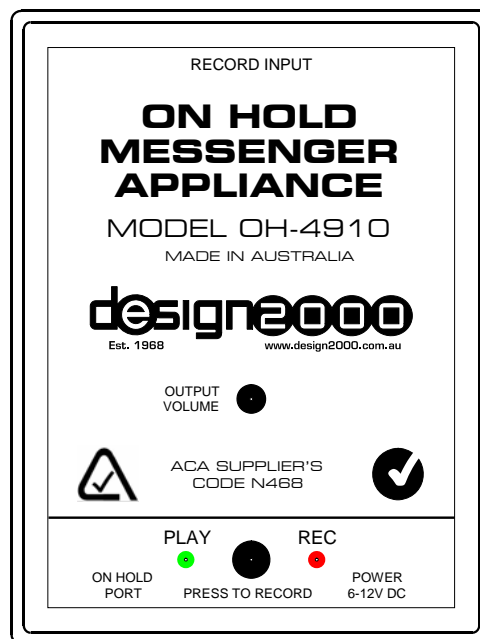 RECORD INPUT
ON HOLD
MESSENGER
APPLIANCE
MODEL OH-4910
MADE IN AUSTRALIA
design2000
Est. 1968 www.design2000.com.au
OUTPUT
VOLUME
ACA SUPPLIER'S
CODE N468
PLAY REC
ON HOLD
PORT
PRESS TO RECORD
POWER
6-12V DC